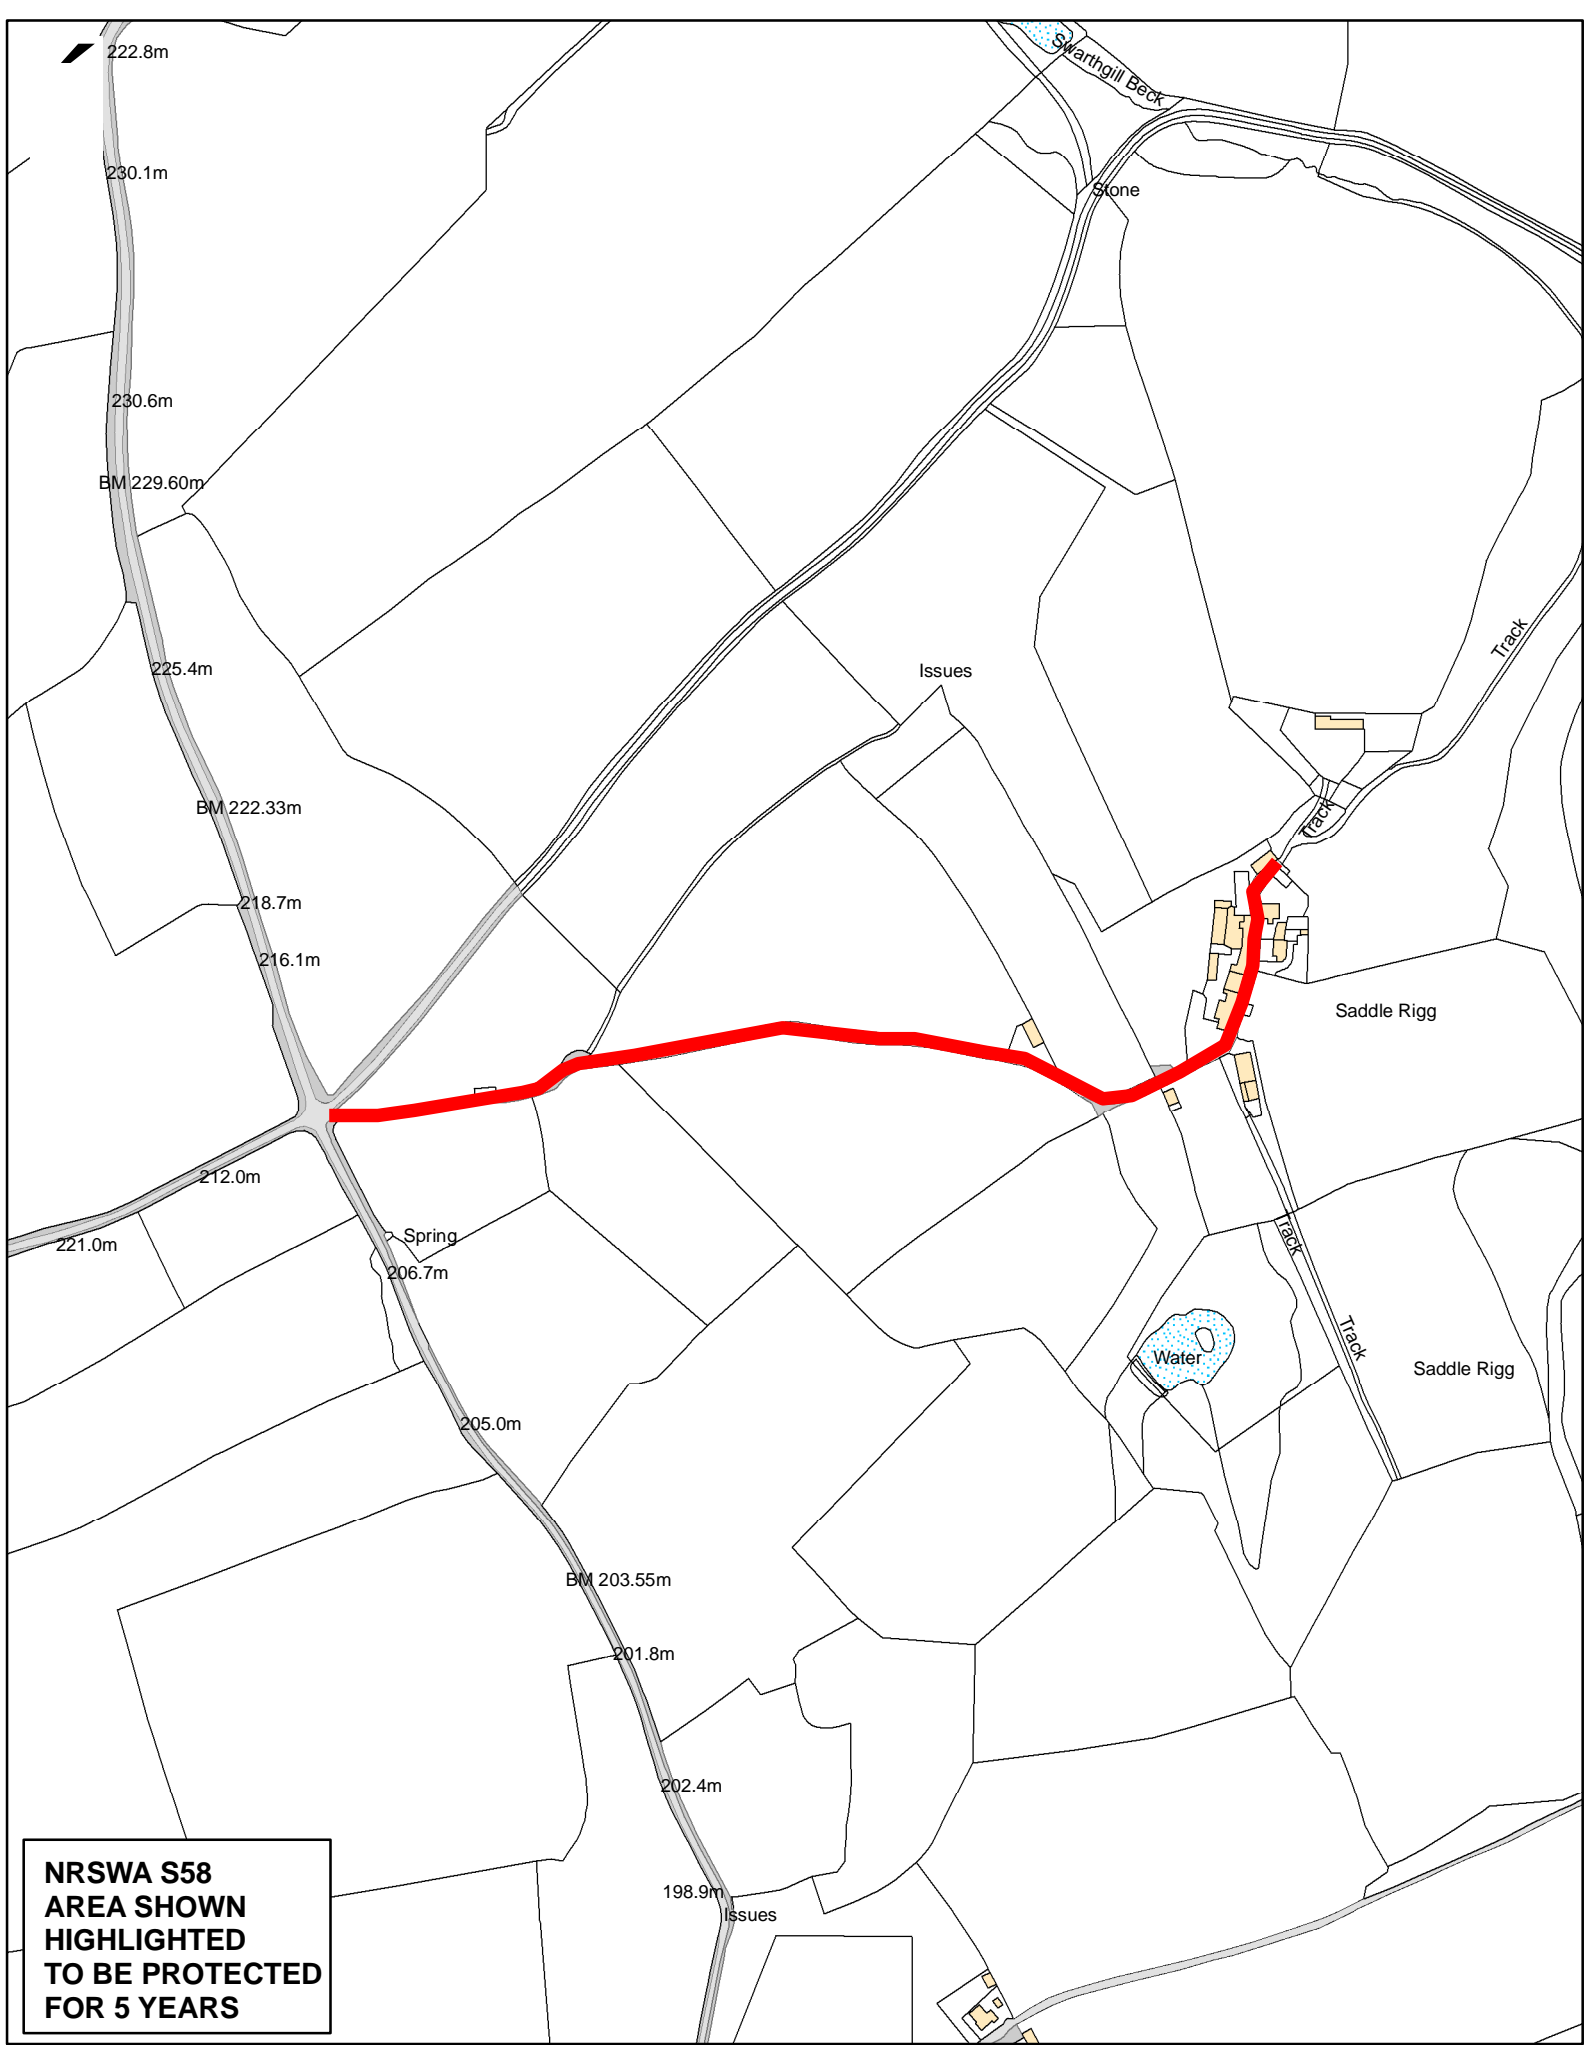 222.8m
Swarthgill Beck
230.1m
Stone
230.6m
BM 229.60m
Track
225.4m
Issues
BM 222.33m
Track
218.7m
216.1m
Saddle Rigg
212.0m
Spring
221.0m
206.7m
Track
Track
Water
Saddle Rigg
205.0m
BM 203.55m
201.8m
202.4m
198.9m
Issues
NRSWA S58
AREA SHOWN
HIGHLIGHTED
TO BE PROTECTED
FOR 5 YEARS